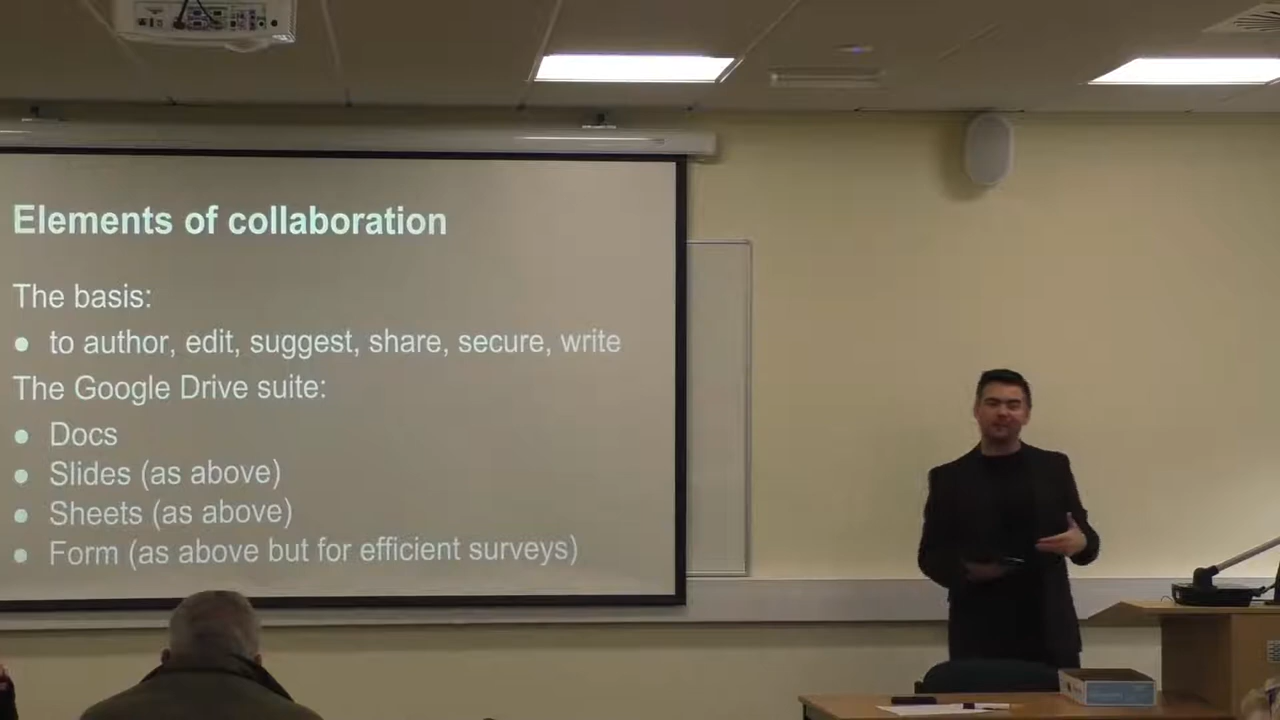 Elements of collaboration
The basis:
● to author, edit, suggest, share, secure, write
The Google Drive suite:
● Docs
● Slides (as above)
● Sheets (as above)
● Form (as above but for efficient surveys)